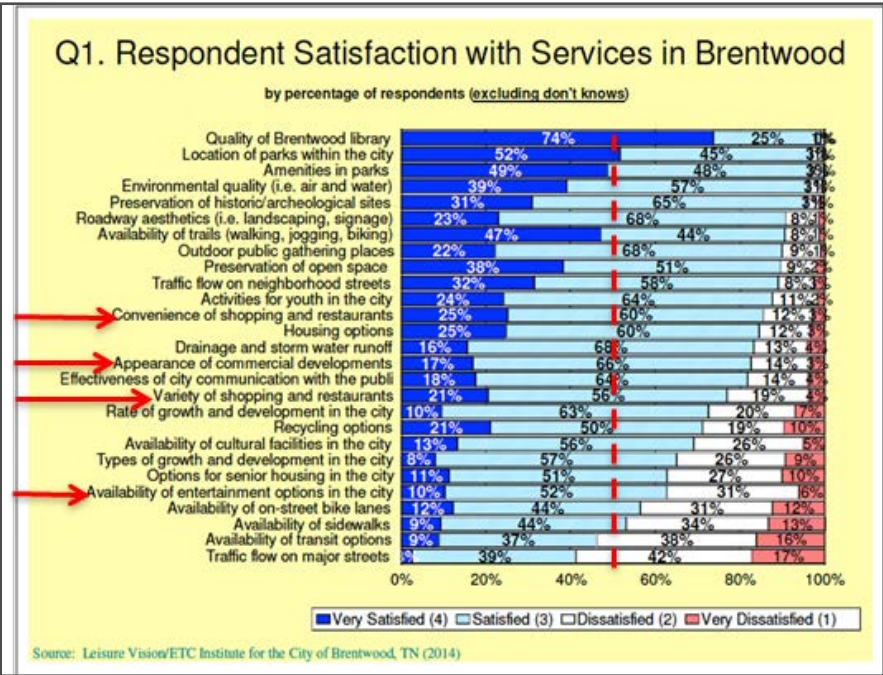 Q1. Respondent Satisfaction with Services in Brentwood
by percentage of respondents (excluding don't knows)
Quality of Brentwood library 74% 25%
Location of parks within the city 52% 45%
Amenities in parks 49% 48%
Environmental quality (i.e. air and water) 39% 57%
Preservation of historic/archeological sites 31% 65%
Roadway aesthetics (i.e. landscaping, signage) 23% 68% 8% 1%
Availability of trails (walking, jogging, biking) 47% 44% 8% 1%
Outdoor public gathering places 22% 68% 9% 1%
Preservation of open space 38% 51% 9% 2%
Traffic flow on neighborhood streets 32% 58% 8% 3%
Activities for youth in the city 24% 64% 11% 2%
Convenience of shopping and restaurants 25% 60% 12% 3%
Housing options 25% 60% 12% 3%
Drainage and storm water runoff 16% 68% 13% 4%
Appearance of commercial developments 17% 66% 14% 3%
Effectiveness of city communication with the publi 18% 64% 14% 4%
Variety of shopping and restaurants 21% 56% 19% 4%
Rate of growth and development in the city 10% 63% 20% 7%
Recycling options 21% 50% 19% 10%
Availability of cultural facilities in the city 13% 56% 26% 5%
Types of growth and development in the city 8% 57% 26% 9%
Options for senior housing in the city 11% 51% 27% 10%
Availability of entertainment options in the city 10% 52% 31% 6%
Availability of on-street bike lanes 12% 44% 31% 12%
Availability of sidewalks 9% 44% 34% 13%
Availability of transit options 9% 37% 38% 16%
Traffic flow on major streets 39% 42% 17%
0% 20% 40% 60% 80% 100%
Very Satisfied (4) Satisfied (3) Dissatisfied (2) Very Dissatisfied (1)
Source: Leisure Vision/ETC Institute for the City of Brentwood, TN (2014)